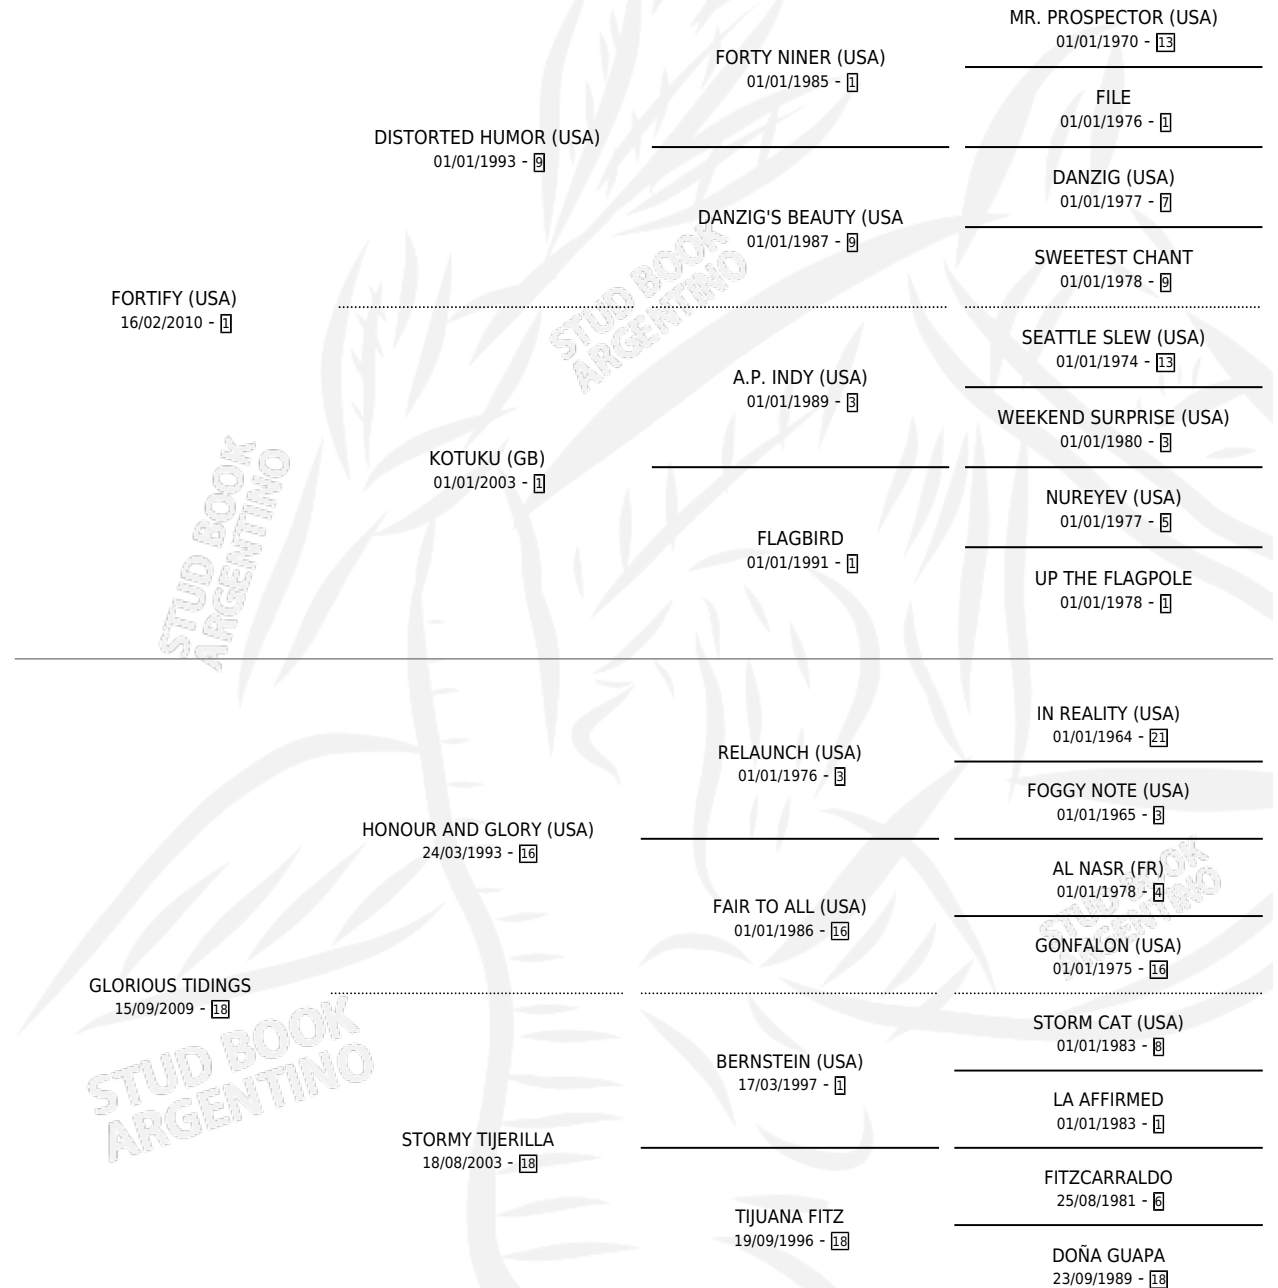 MR. PROSPECTOR (USA)
01/01/1970 - 13
FORTY NINER (USA)
01/01/1985 - 1
FILE
01/01/1976 - 1
DISTORTED HUMOR (USA)
01/01/1993 - 9
DANZIG (USA)
01/01/1977 - 7
DANZIG'S BEAUTY (USA
01/01/1987 - 9
SWEETEST CHANT
01/01/1978 - 9
FORTIFY (USA)
16/02/2010 - 1
STUD BOOK
ARGENTINO
SEATTLE SLEW (USA)
01/01/1974 - 13
A.P. INDY (USA)
01/01/1989 - 3
WEEKEND SURPRISE (USA)
01/01/1980 - 3
KOTUKU (GB)
01/01/2003 - 1
NUREYEV (USA)
01/01/1977 - 5
FLAGBIRD
01/01/1991 - 1
UP THE FLAGPOLE
01/01/1978 - 1
STUD BOOK
ARGENTINO
IN REALITY (USA)
01/01/1964 - 21
RELAUNCH (USA)
01/01/1976 - 3
FOGGY NOTE (USA)
01/01/1965 - 3
HONOUR AND GLORY (USA)
24/03/1993 - 16
AL NASR (FR)
01/01/1978 - 4
FAIR TO ALL (USA)
01/01/1986 - 16
STUD BOOK
ARGENTINO
GONFALON (USA)
01/01/1975 - 16
GLORIOUS TIDINGS
15/09/2009 - 18
STUD BOOK
ARGENTINO
STORM CAT (USA)
01/01/1983 - 8
BERNSTEIN (USA)
17/03/1997 - 1
LA AFFIRMED
01/01/1983 - 1
STORMY TIJERILLA
18/08/2003 - 18
FITZCARRALDO
25/08/1981 - 6
TIJUANA FITZ
19/09/1996 - 18
DOÑA GUAPA
23/09/1989 - 18